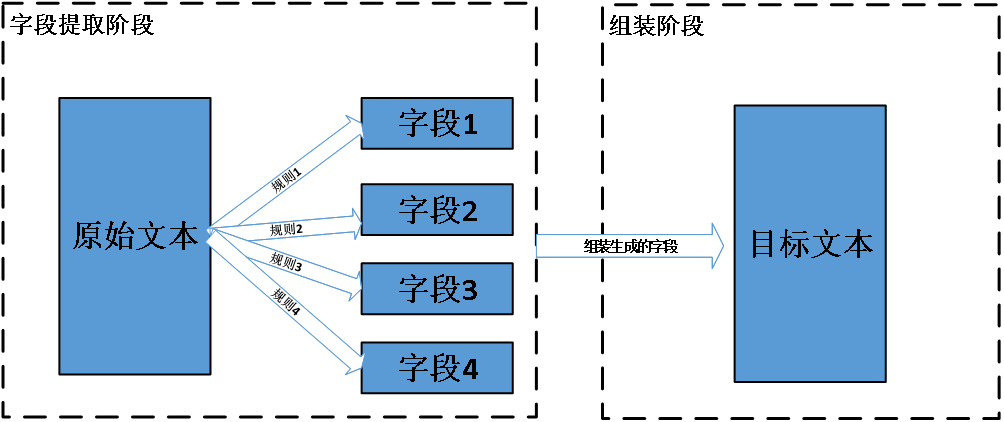 字段提取阶段
组装阶段
原始文本
规则1
规则2
规则3
规则4
字段1
字段2
字段3
字段4
组装生成的字段
目标文本